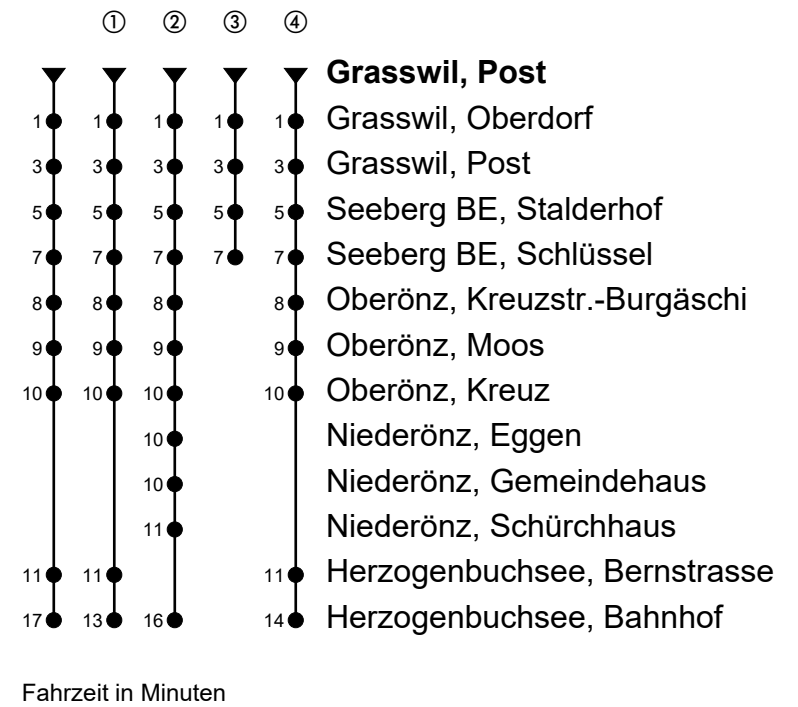 ① ② ③ ④
Grasswil, Post
1 1 1 1 1 Grasswil, Oberdorf
3 3 3 3 3 Grasswil, Post
5 5 5 5 5 Seeberg BE, Stalderhof
7 7 7 7 7 Seeberg BE, Schlüssel
8 8 8 8 Oberönz, Kreuzstr.-Burgäschi
9 9 9 9 Oberönz, Moos
10 10 10 10 Oberönz, Kreuz
10 Niederönz, Eggen
10 Niederönz, Gemeindehaus
11 Niederönz, Schürchhaus
11 11 11 Herzogenbuchsee, Bernstrasse
17 13 16 14 Herzogenbuchsee, Bahnhof
Fahrzeit in Minuten